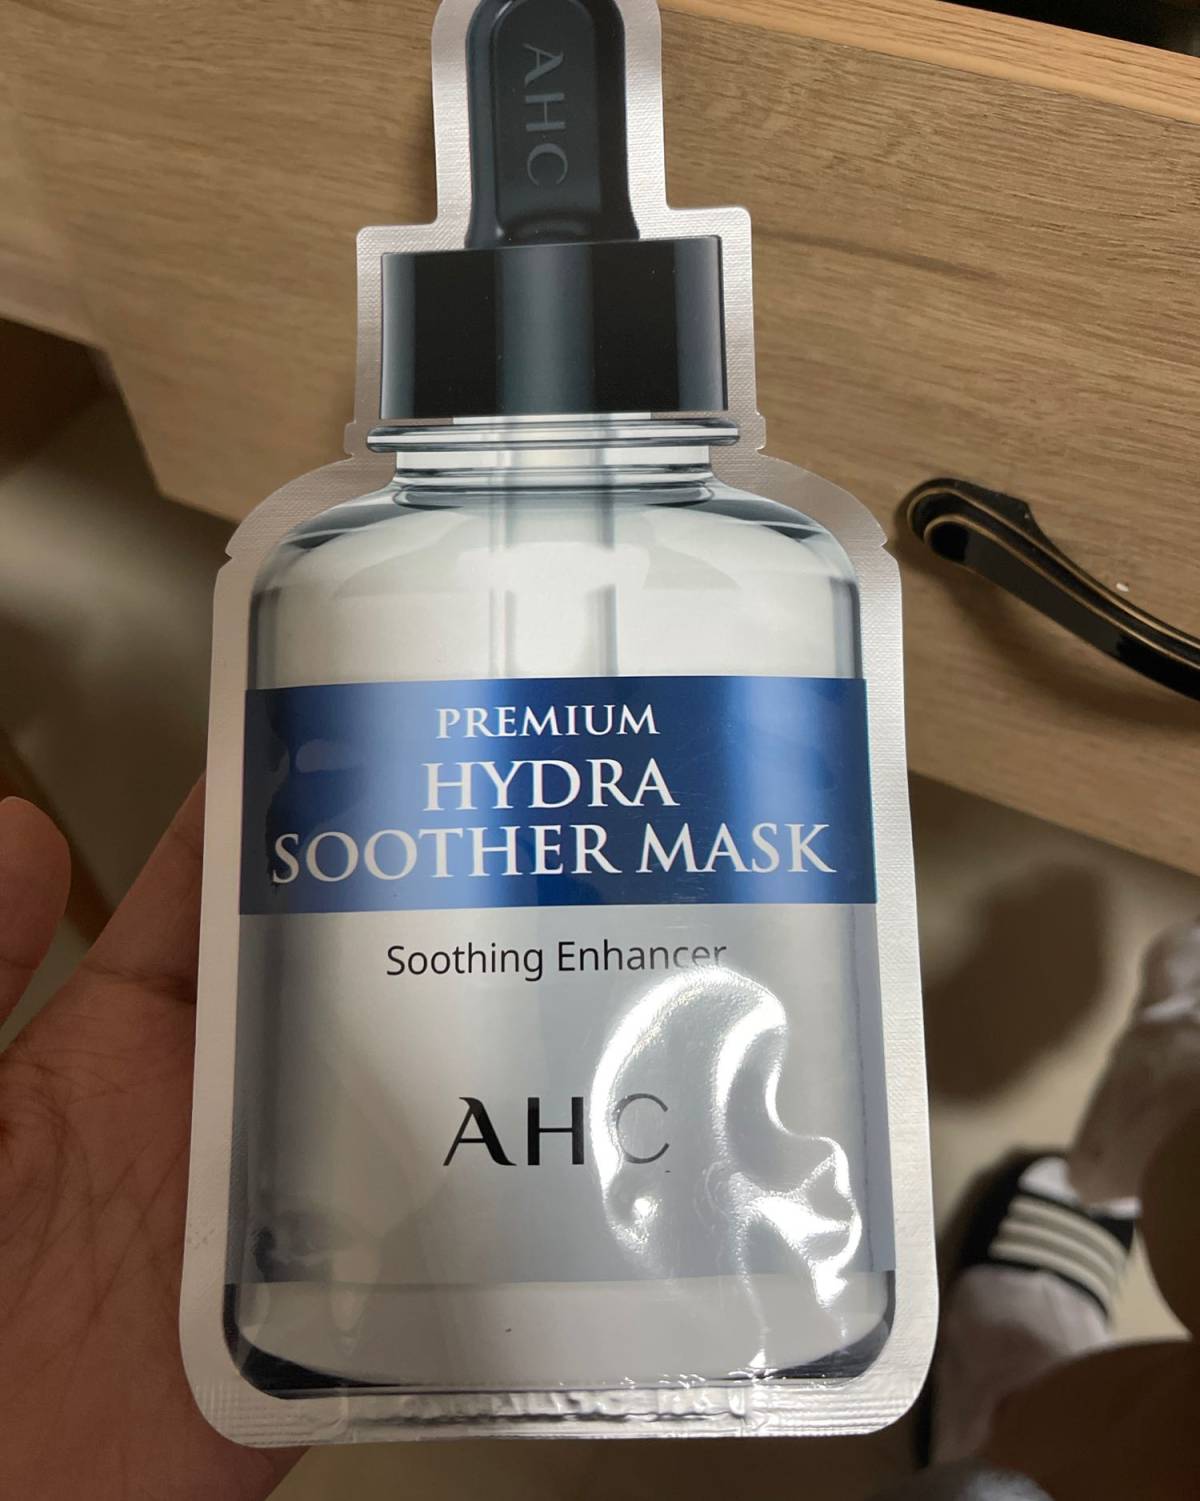 AHC
PREMIUM
HYDRA
SOOTHER MASK
Soothing Enhancer
AHC